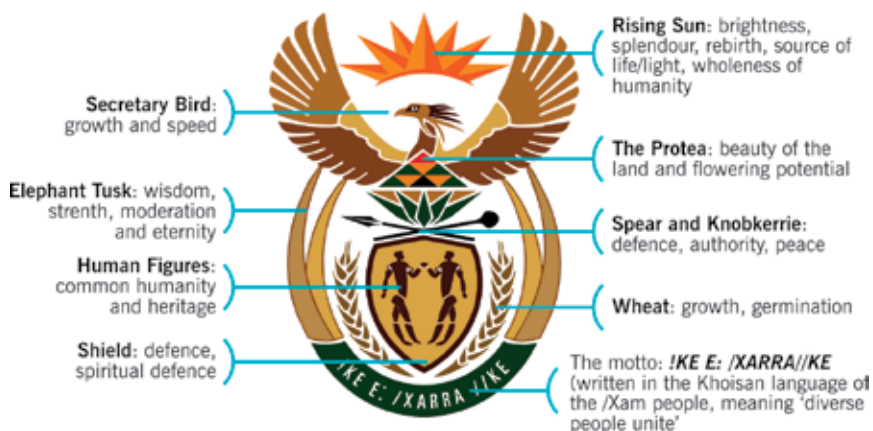 Rising Sun: brightness,
splendour, rebirth, source of
life/light, wholeness of
humanity
Secretary Bird:
growth and speed
The Protea: beauty of the
land and flowering potential
Elephant Tusk: wisdom,
strenth, moderation
and eternity
Spear and Knobkerrie:
defence, authority, peace
Human Figures:
common humanity
and heritage
Wheat: growth, germination
Shield: defence,
spiritual defence
The motto: !KE E: /XARRA//KE
(written in the Khoisan language of
the /Xam people, meaning ‘diverse
people unite’
!KE E: /XARRA //KE